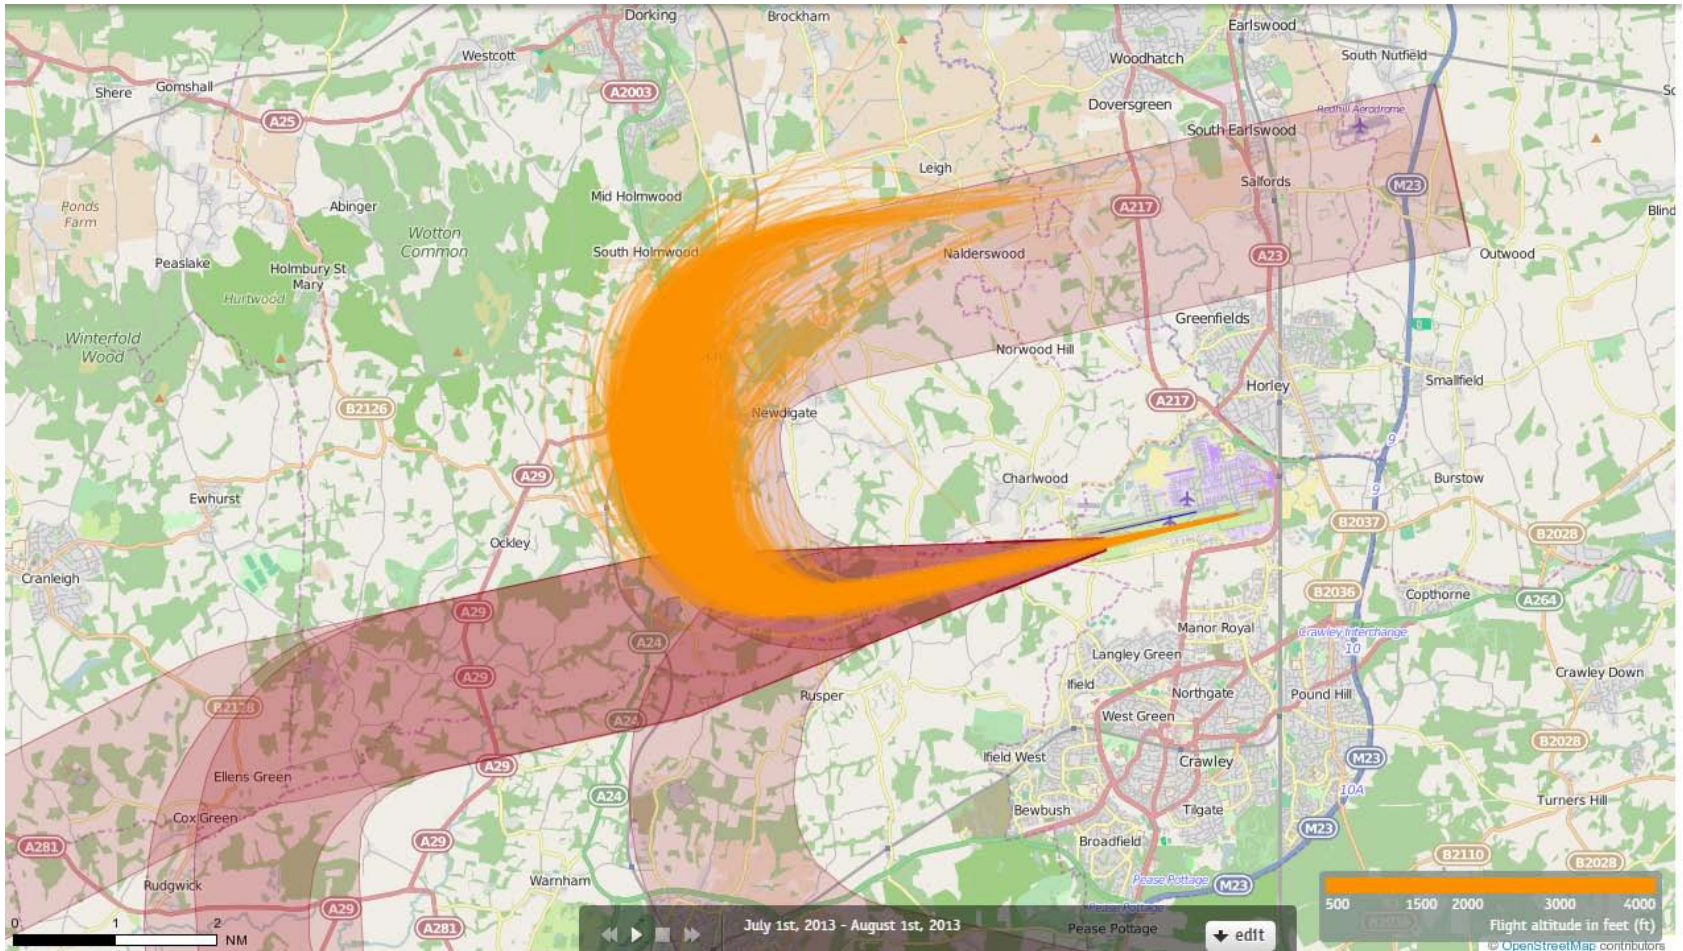 Dorking
Brockham
Earlswood
Westcott
Woodhatch
South Nutfield
Shere
Gomshall
A2003
Doversgreen
Redhill Aerodrome
A25
South Earlswood
Leigh
Ponds
Farm
Abinger
Mid Holmwood
Salfords
M23
A217
Blind
Wotton
Common
Peaslake
South Holmwood
Nalderswood
A23
Outwood
Holmbury St
Mary
Hurtwood
Greenfields
Winterfold
Wood
Norwood Hill
Smallfield
Horley
B2126
A217
Newdigate
9
A29
Charlwood
Burstow
9
Ewhurst
B2037
B2028
Ockley
Cranleigh
B2036
Copthorne
A264
A29
A24
Manor Royal
Crawley Interchange
10
Langley Green
A29
Ifield
Northgate
Pound Hill
Crawley Down
Rusper
A24
West Green
B2028
Ifield West
Crawley
M23
A29
Ellens Green
10A
A24
Bewbush
Tilgate
Turners Hill
Cox Green
M23
A29
Broadfield
A281
B2110
B2028
Rudgwick
Warnham
Pease Pottage
M23
A29
Pease Pottage
A281
Pease Pottage
0 1 2
NM
July 1st, 2013 - August 1st, 2013
edit
500 1500 2000 3000 4000
Flight altitude in feet (ft)
© OpenStreetMap contributors